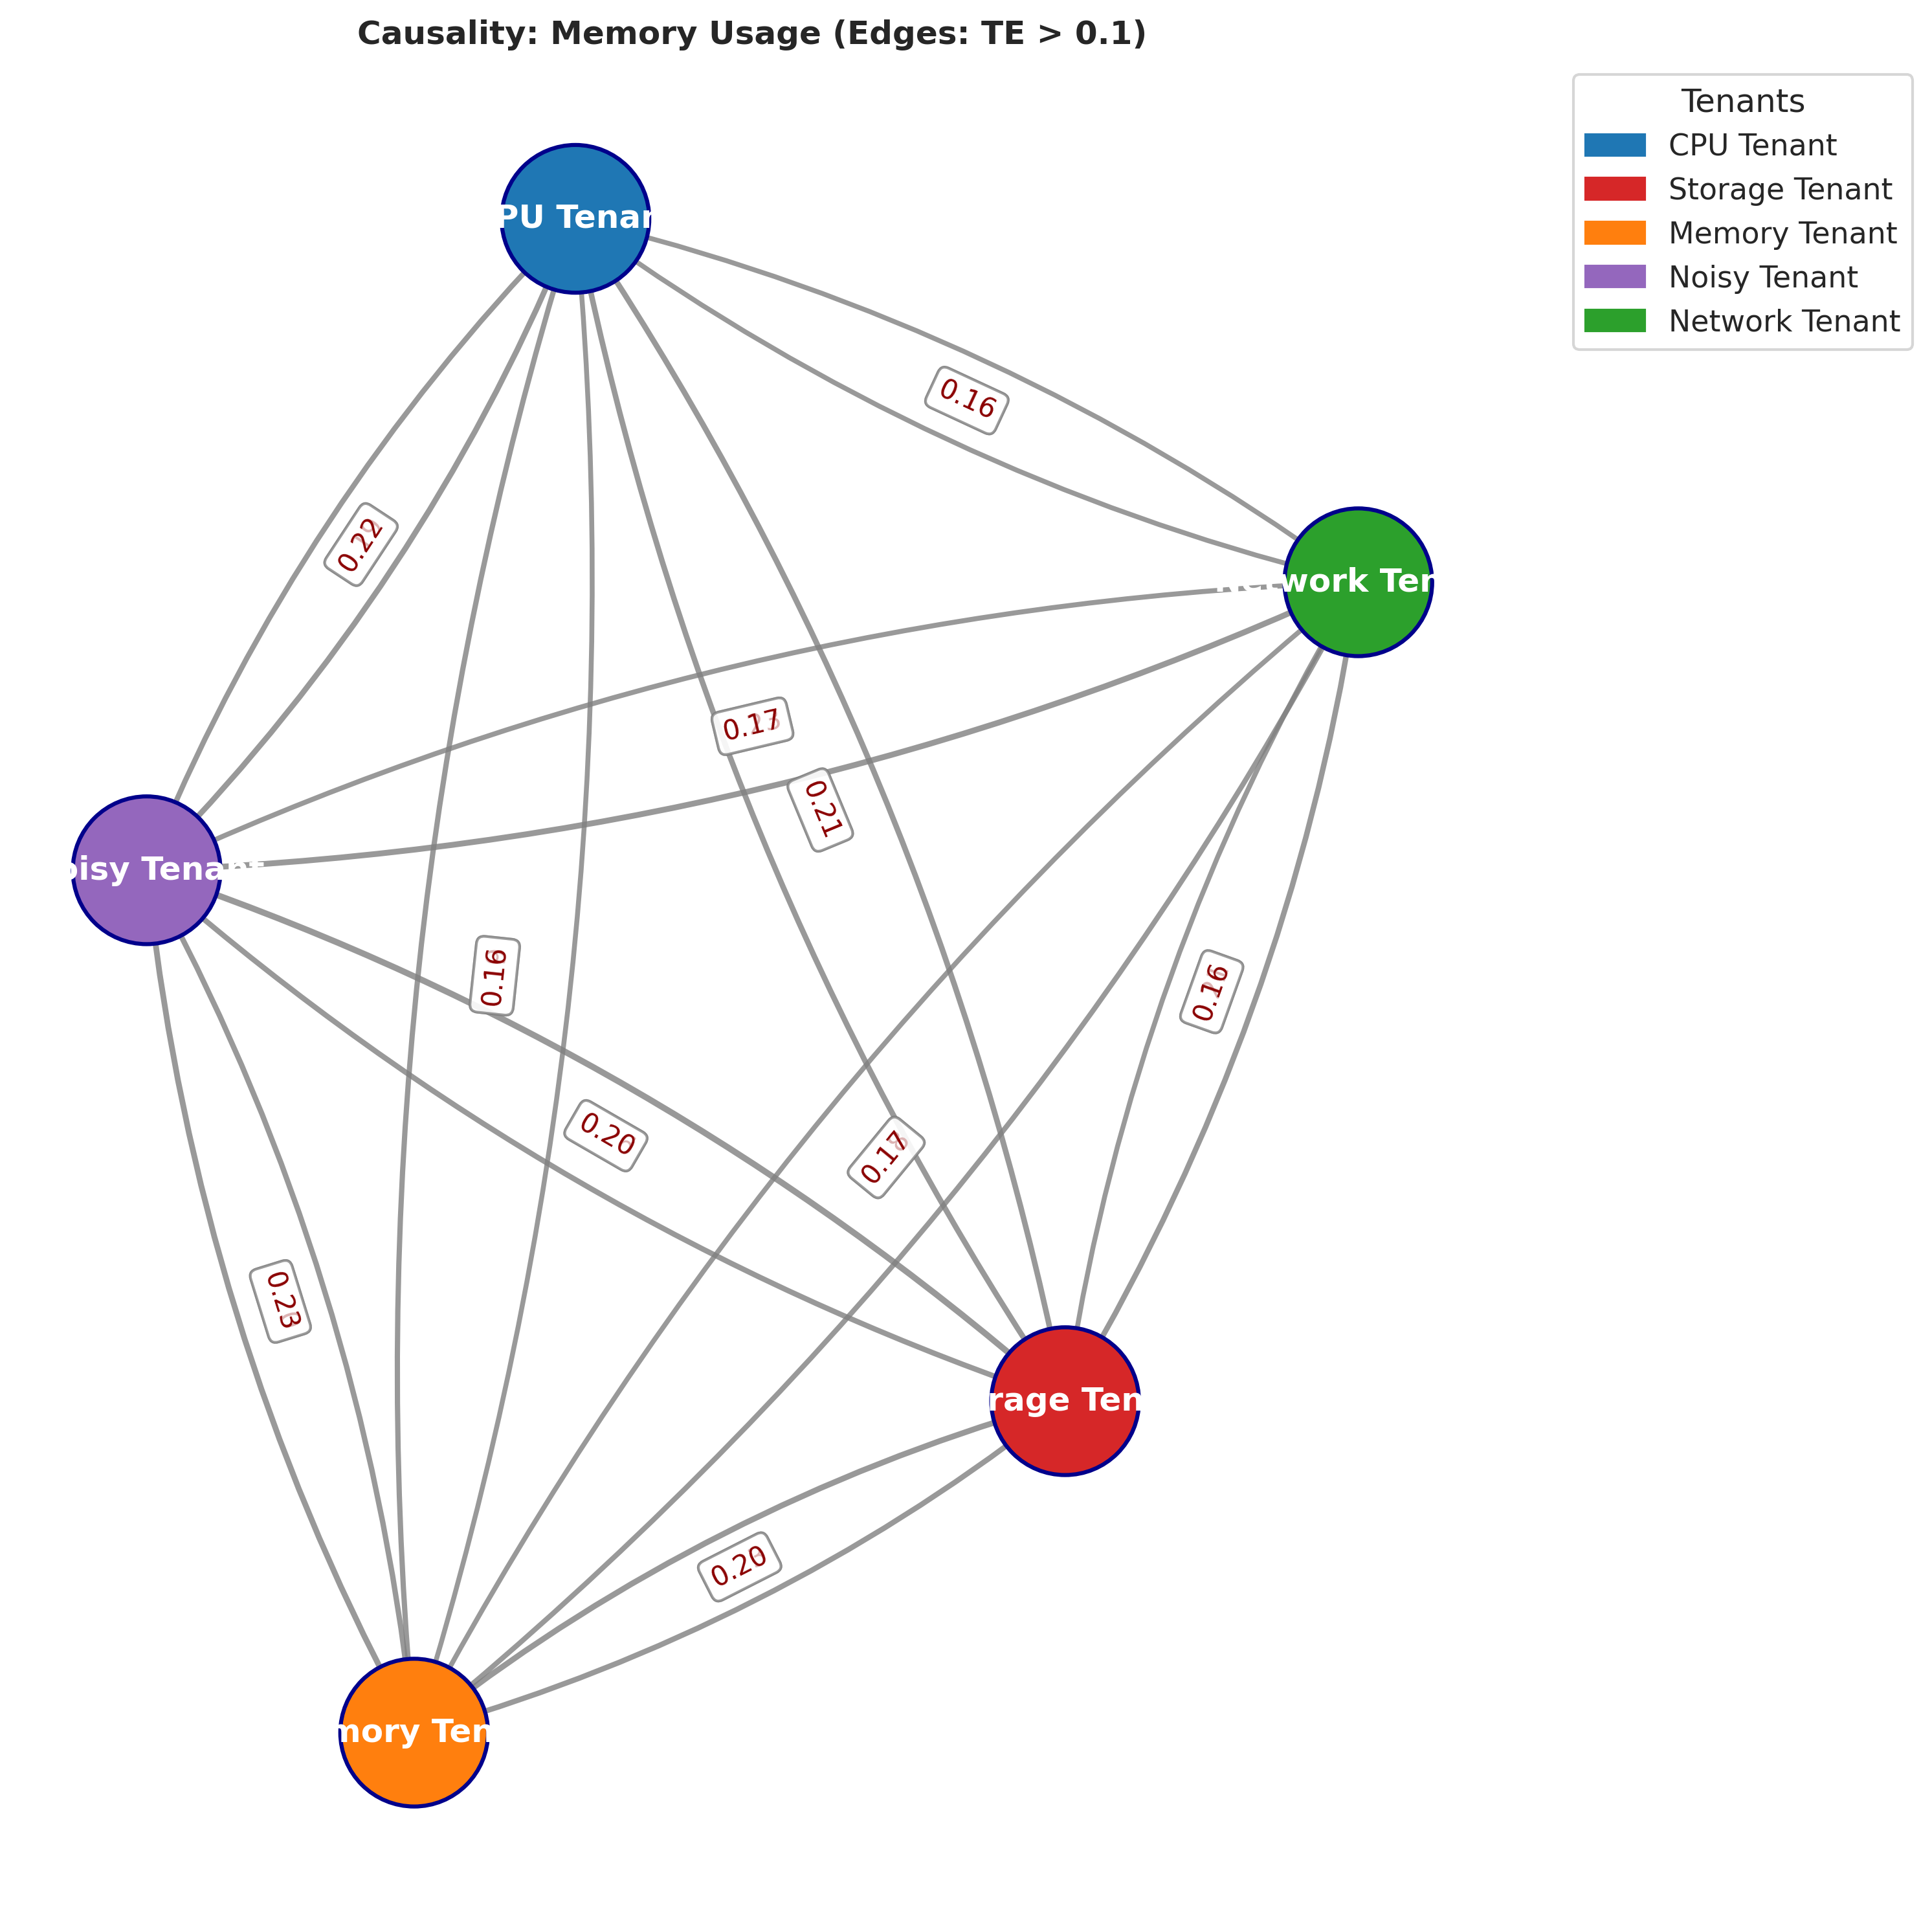 Causality: Memory Usage (Edges: TE > 0.1)
Tenants
CPU Tenant
Storage Tenant
Memory Tenant
Noisy Tenant
Network Tenant
PU Tenan
0.16
0.22
work Ten
0.17
0.21
oisy Tenant
0.16
0.16
0.20
0.17
0.23
rage Ten
0.20
mory Ten